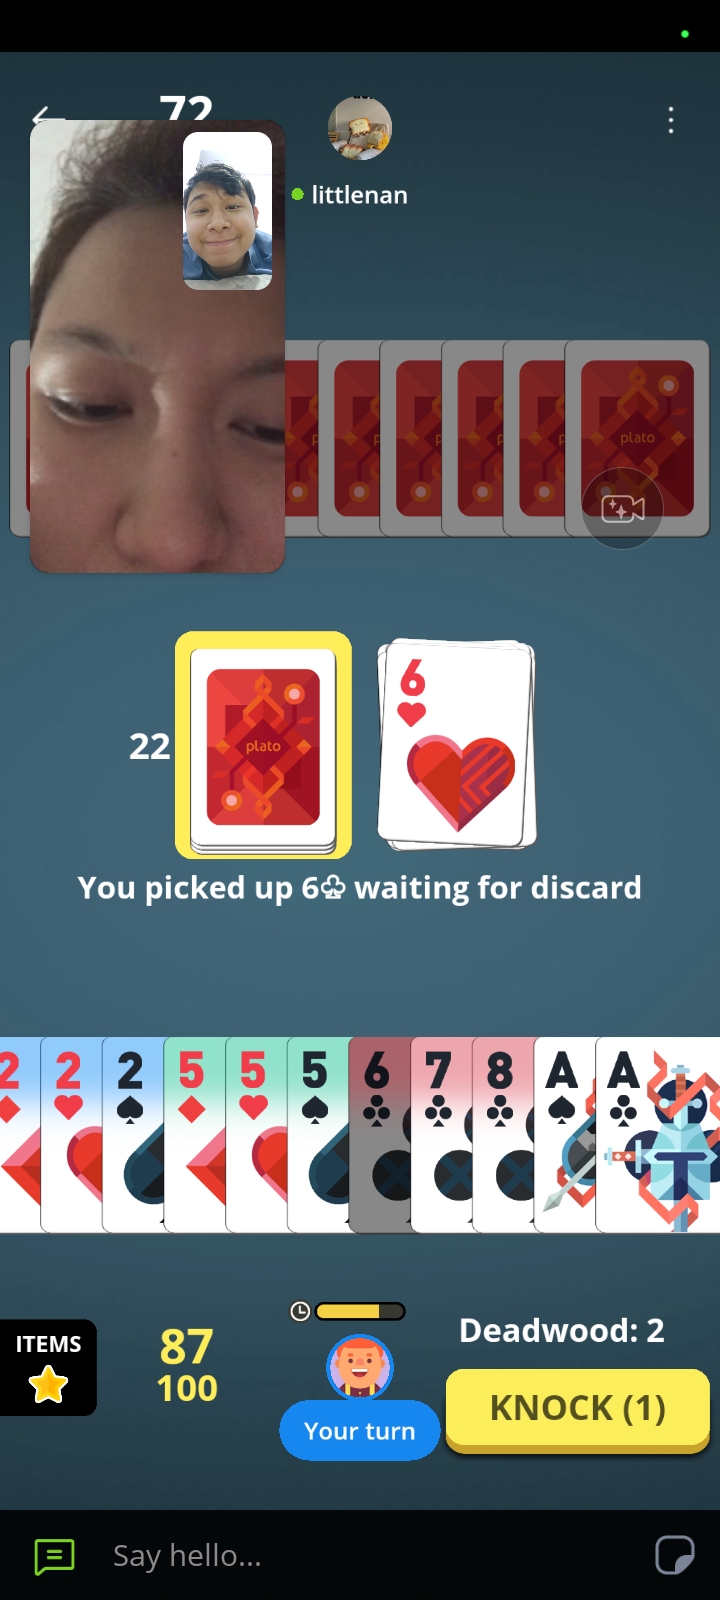 72
littlenan
plato
6
22
plato
You picked up 6♧ waiting for discard
2 2 2 5 5 5 6 7 8 A A
Deadwood: 2
ITEMS
87
100
KNOCK (1)
Your turn
Say hello...